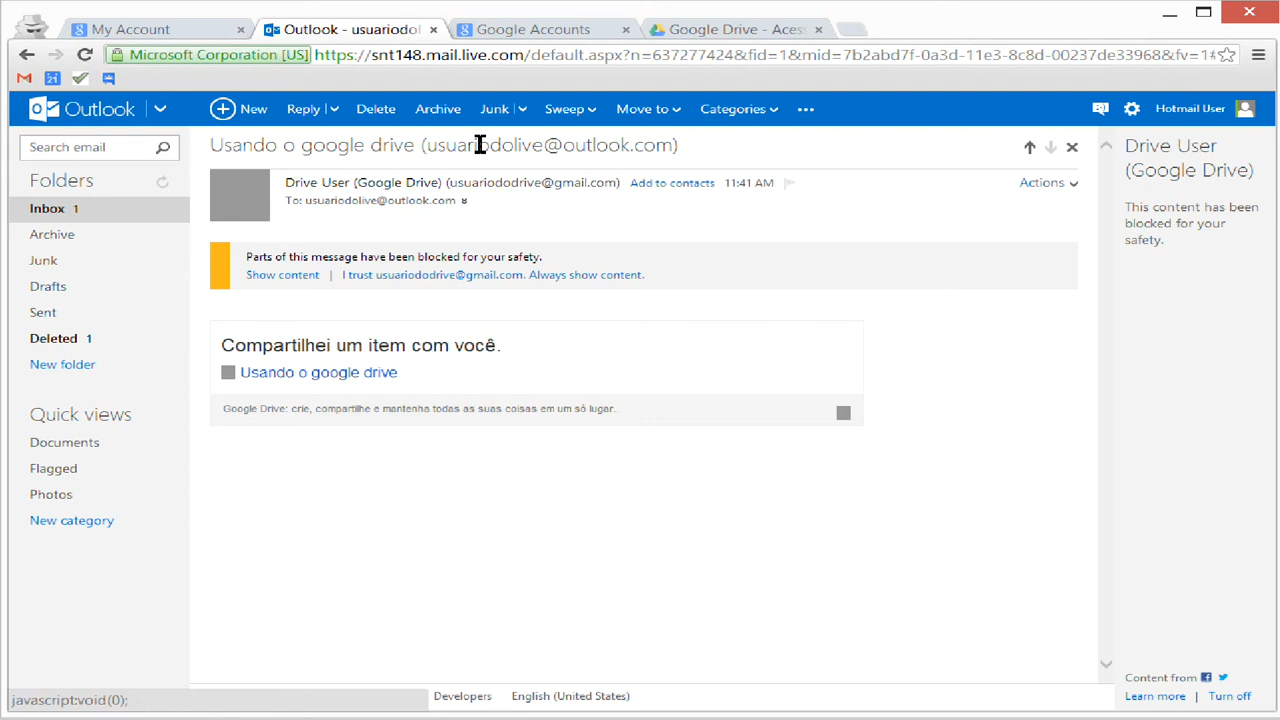 My Account × Outlook - usuariodol × Google Accounts × Google Drive - Aces ×
Microsoft Corporation [US] https://snt148.mail.live.com/default.aspx?n=637277424&fid=1&mid=7b2abd7f-0a3d-11e3-8c8d-00237de33968&fv=1#
Outlook New Reply Junk Delete Archive Junk Sweep Move to Categories ••• Hotmail User
Search email
Usando o google drive (usuariodolive@outlook.com)
Drive User (Google Drive)
Folders
Drive User (Google Drive) (usuariododrive@gmail.com) Add to contacts 11:41 AM Actions
To: usuariodolive@outlook.com
This content has been blocked for your safety.
Inbox 1
Archive
Junk
Drafts
Sent
Deleted 1
New folder
Parts of this message have been blocked for your safety.
Show content | I trust usuariododrive@gmail.com. Always show content.
Compartilhei um item com você.
Usando o google drive
Google Drive: crie, compartilhe e mantenha todas as suas coisas em um só lugar..
Quick views
Documents
Flagged
Photos
New category
Content from
Learn more | Turn off
javascript:void(0);
Developers English (United States)